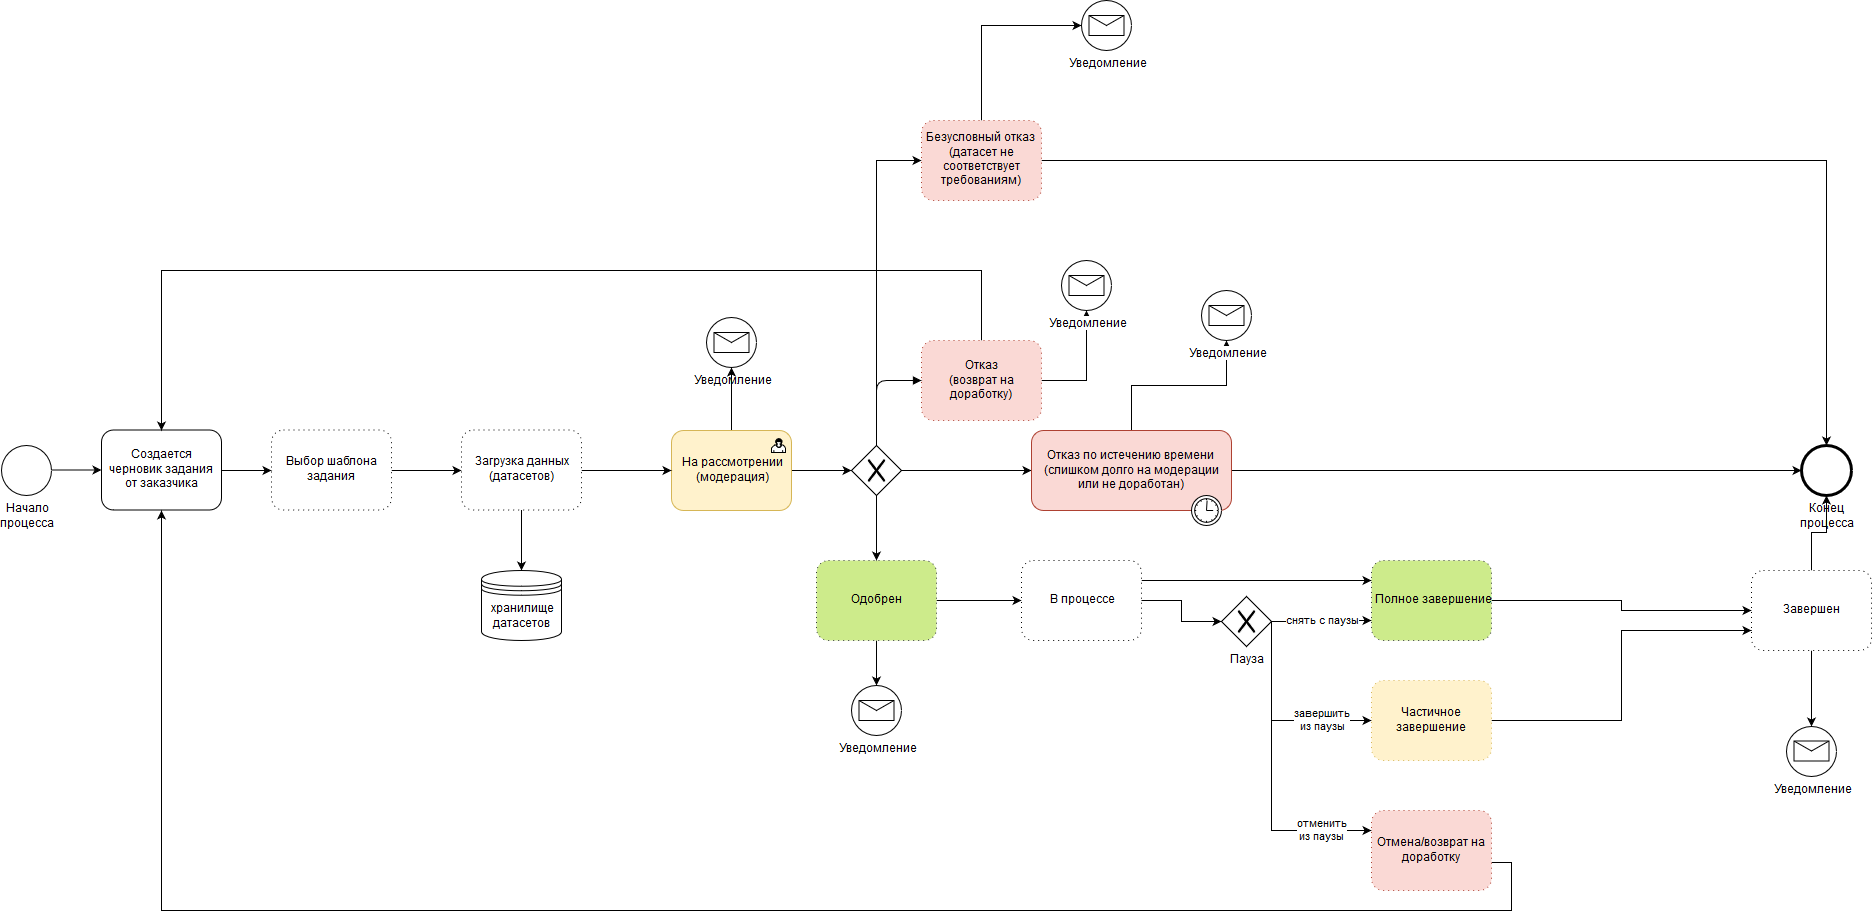 Уведомление
Безусловный отказ
(датасет не
соответствует
требованиям)
Уведомление
Уведомление
Уведомление
Отказ
(возврат на
доработку)
Начало
процесса
Создается
черновик задания
от заказчика
Выбор шаблона
задания
Загрузка данных
(датасетов)
На рассмотрении
(модерация)
Отказ по истечению времени
(слишком долго на модерации
или не доработан)
Конец
процесса
хранилище
датасетов
Одобрен
В процессе
Пауза
снять с паузы
Полное завершение
Завершен
завершить
из паузы
Частичное
завершение
Уведомление
Уведомление
отменить
из паузы
Отмена/возврат на
доработку